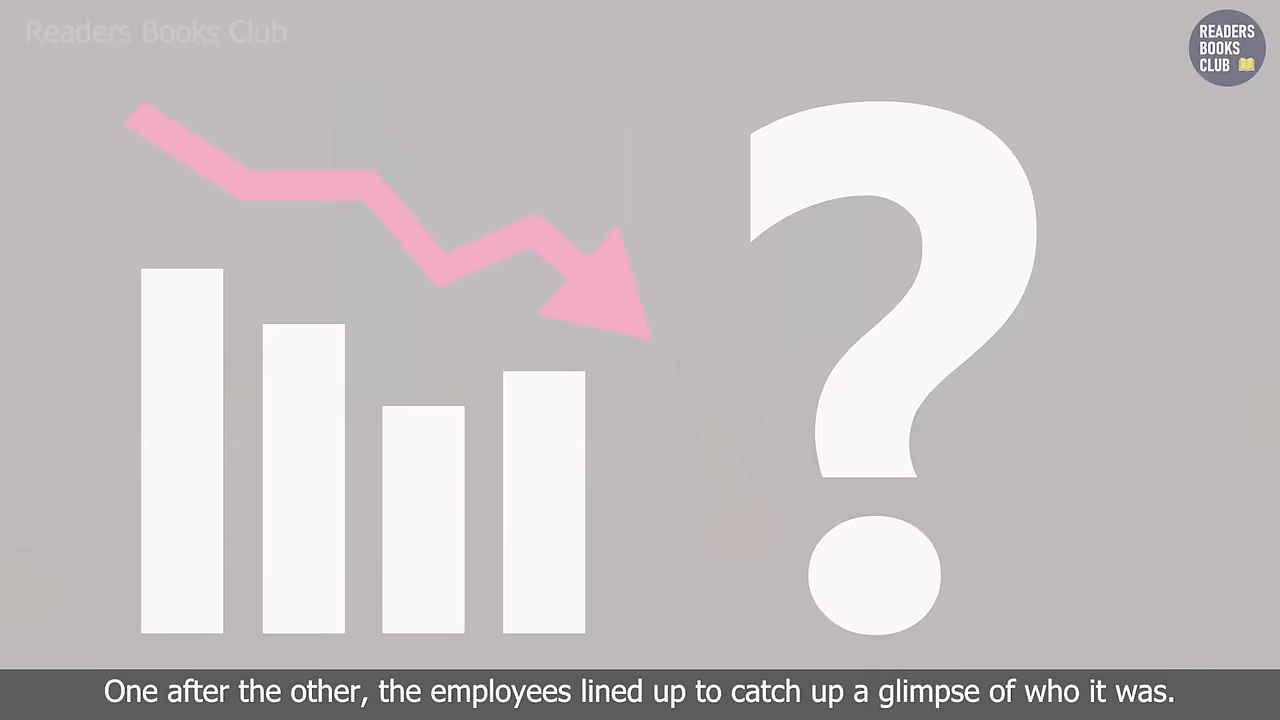 Readers Books Club
READERS
BOOKS
CLUB
?
One after the other, the employees lined up to catch up a glimpse of who it was.